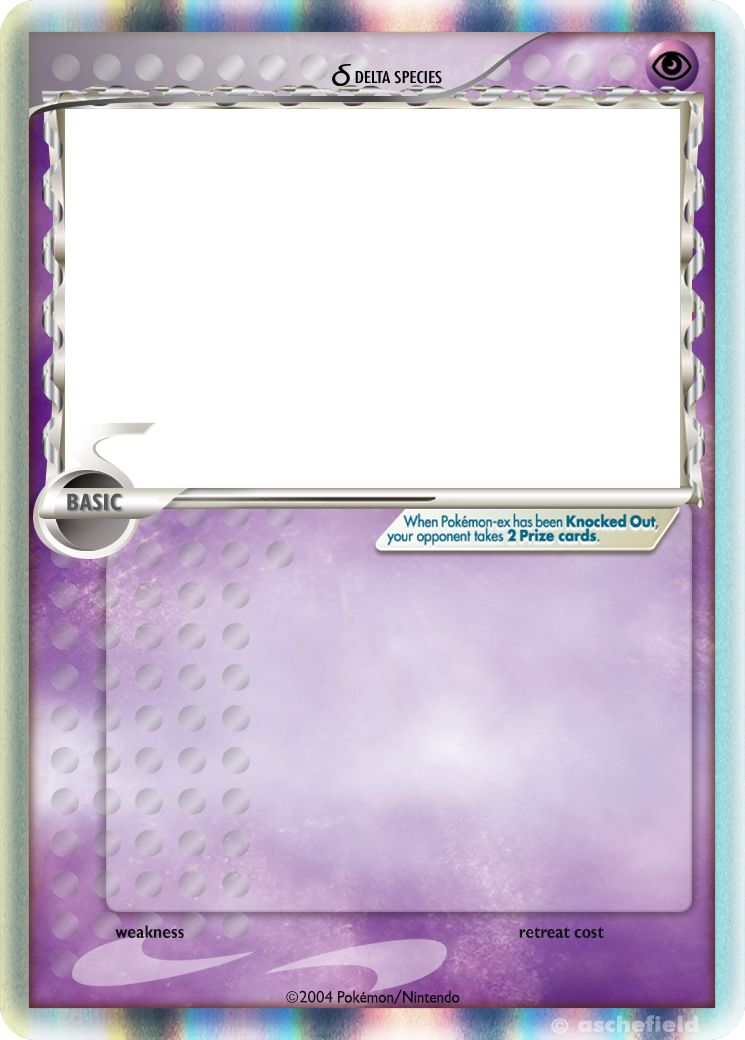 δ DELTA SPECIES
BASIC
When Pokémon-ex has been Knocked Out,
your opponent takes 2 Prize cards.
weakness
retreat cost
©2004 Pokémon/Nintendo
© aschefield